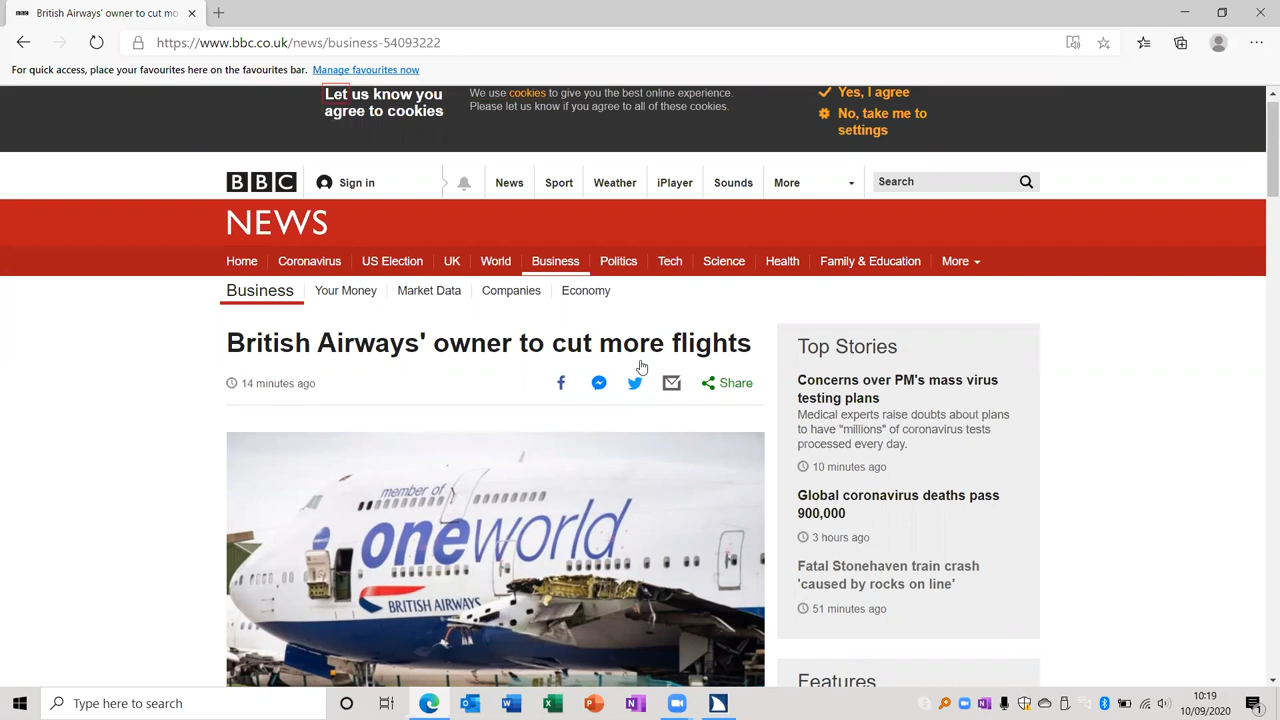 British Airways' owner to cut mo
https://www.bbc.co.uk/news/business-54093222
For quick access, place your favourites here on the favourites bar. Manage favourites now
Let us know you
agree to cookies
We use cookies to give you the best online experience.
Please let us know if you agree to all of these cookies.
Yes, I agree
No, take me to
settings
BBC Sign in News Sport Weather iPlayer Sounds More Search
NEWS
Home Coronavirus US Election UK World Business Politics Tech Science Health Family & Education More
Business Your Money Market Data Companies Economy
British Airways' owner to cut more flights
14 minutes ago
Share
member of
oneworld
BRITISH AIRWAYS
Top Stories
Concerns over PM's mass virus
testing plans
Medical experts raise doubts about plans
to have "millions" of coronavirus tests
processed every day.
10 minutes ago
Global coronavirus deaths pass
900,000
3 hours ago
Fatal Stonehaven train crash
'caused by rocks on line'
51 minutes ago
Features
Type here to search
10:19
10/09/2020